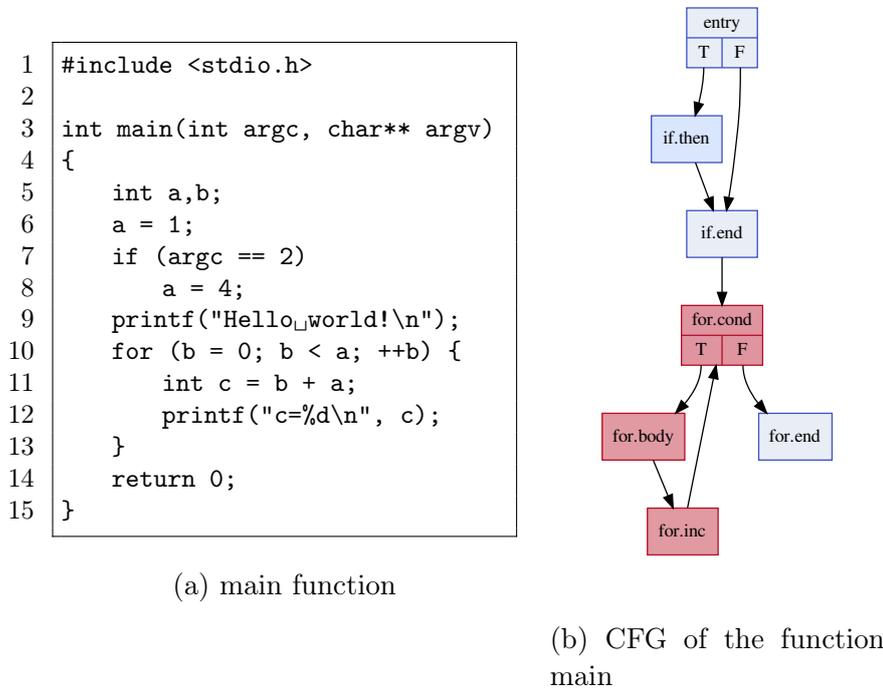 1 #include <stdio.h>
2
3 int main(int argc, char** argv)
4 {
5 int a,b;
6 a = 1;
7 if (argc == 2)
8 a = 4;
9 printf("Hello␣world!\n");
10 for (b = 0; b < a; ++b) {
11 int c = b + a;
12 printf("c=%d\n", c);
13 }
14 return 0;
15 }
(a) main function
entry
T F
if.then
if.end
for.cond
T F
for.body
for.end
for.inc
(b) CFG of the function
main